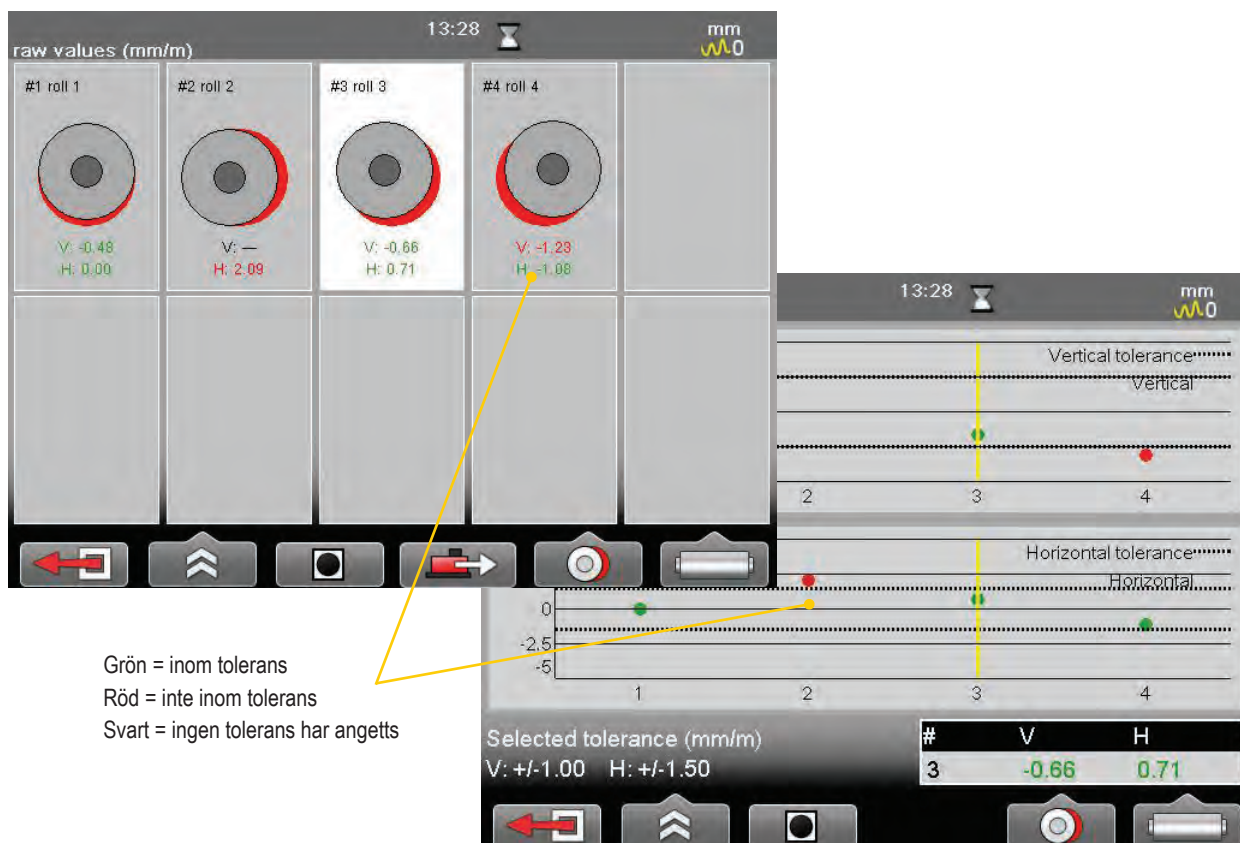 13:28
mm
0
raw values (mm/m)
#1 roll 1
#2 roll 2
#3 roll 3
#4 roll 4
V: -0.48
H: 0.00
V: —
H: 2.09
V: -0.66
H: 0.71
V: -1.23
H: -1.08
13:28
mm
0
Vertical tolerance
Vertical
2
3
4
Horizontal tolerance
Horizontal
0
-2.5
-5
1
2
3
4
Grön = inom tolerans
Röd = inte inom tolerans
Svart = ingen tolerans har angetts
Selected tolerance (mm/m)
V: +/-1.00 H: +/-1.50
# V H
3 -0.66 0.71